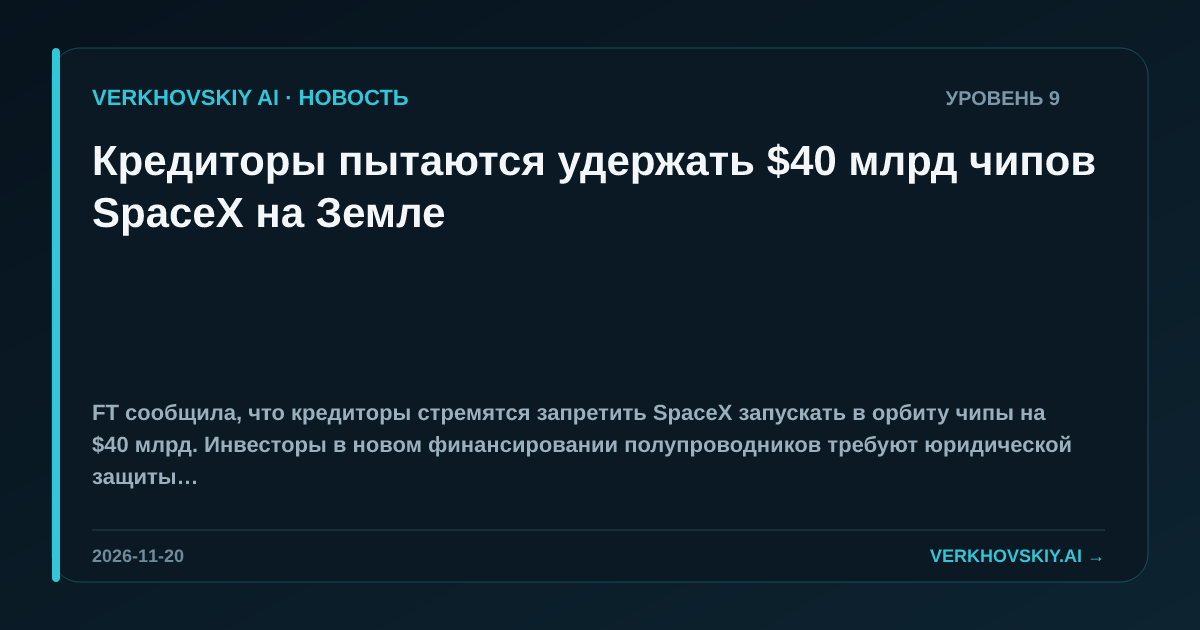 VERKHOVSKIY AI · НОВОСТЬ
УРОВЕНЬ 9
Кредиторы пытаются удержать $40 млрд чипов
SpaceX на Земле
FT сообщила, что кредиторы стремятся запретить SpaceX запускать в орбиту чипы на
$40 млрд. Инвесторы в новом финансировании полупроводников требуют юридической
защиты…
2026-11-20
VERKHOVSKIY.AI →